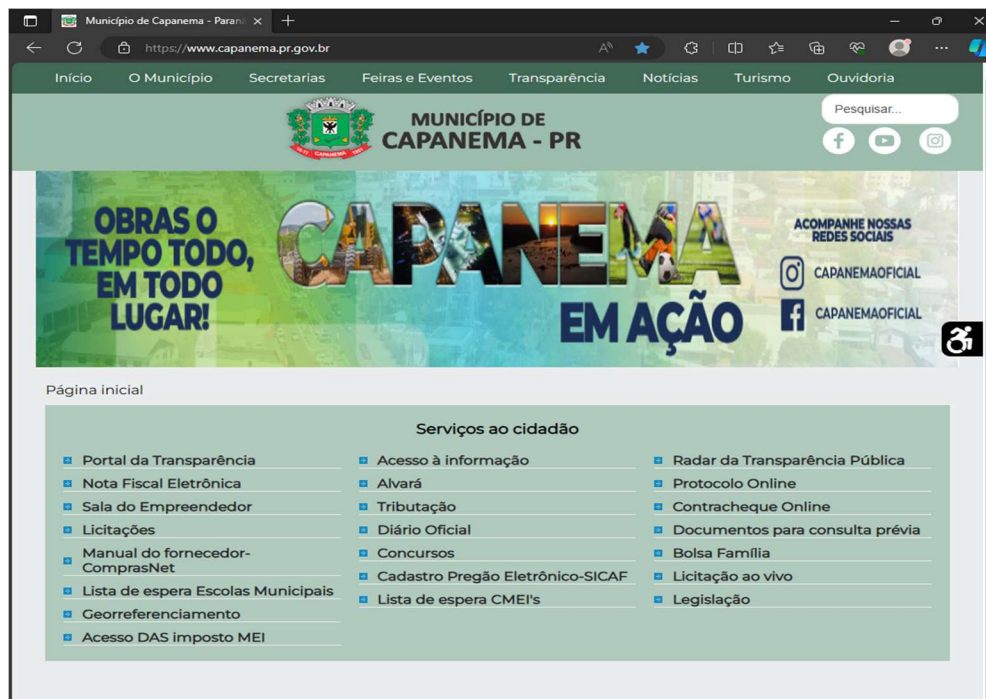 Município de Capanema - Paraná
https://www.capanema.pr.gov.br
Início O Município Secretarias Feiras e Eventos Transparência Notícias Turismo Ouvidoria
MUNICÍPIO DE
CAPANEMA - PR
Pesquisar...
OBRAS O
TEMPO TODO,
EM TODO
LUGAR!
CAPANEMA
EM AÇÃO
ACOMPANHE NOSSAS
REDES SOCIAIS
CAPANEMAOFICIAL
CAPANEMAOFICIAL
Página inicial
Serviços ao cidadão
Portal da Transparência
Nota Fiscal Eletrônica
Sala do Empreendedor
Licitações
Manual do fornecedor-
ComprasNet
Lista de espera Escolas Municipais
Georreferenciamento
Acesso DAS imposto MEI
Acesso à informação
Alvará
Tributação
Diário Oficial
Concursos
Cadastro Pregão Eletrônico-SICAF
Lista de espera CMEI's
Radar da Transparência Pública
Protocolo Online
Contracheque Online
Documentos para consulta prévia
Bolsa Família
Licitação ao vivo
Legislação